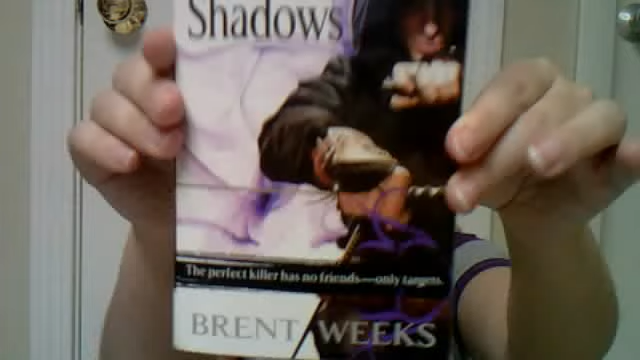 Shadows
The perfect killer has no friends—only targets.
BRENT WEEKS